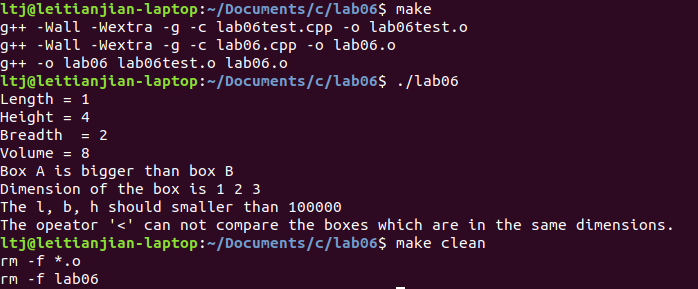 ltj@leitianjian-laptop:~/Documents/c/lab06$ make
g++ -Wall -Wextra -g -c lab06test.cpp -o lab06test.o
g++ -Wall -Wextra -g -c lab06.cpp -o lab06.o
g++ -o lab06 lab06test.o lab06.o
ltj@leitianjian-laptop:~/Documents/c/lab06$ ./lab06
Length = 1
Height = 4
Breadth  = 2
Volume = 8
Box A is bigger than box B
Dimension of the box is 1 2 3
The l, b, h should smaller than 100000
The opeator '<' can not compare the boxes which are in the same dimensions.
ltj@leitianjian-laptop:~/Documents/c/lab06$ make clean
rm -f *.o
rm -f lab06